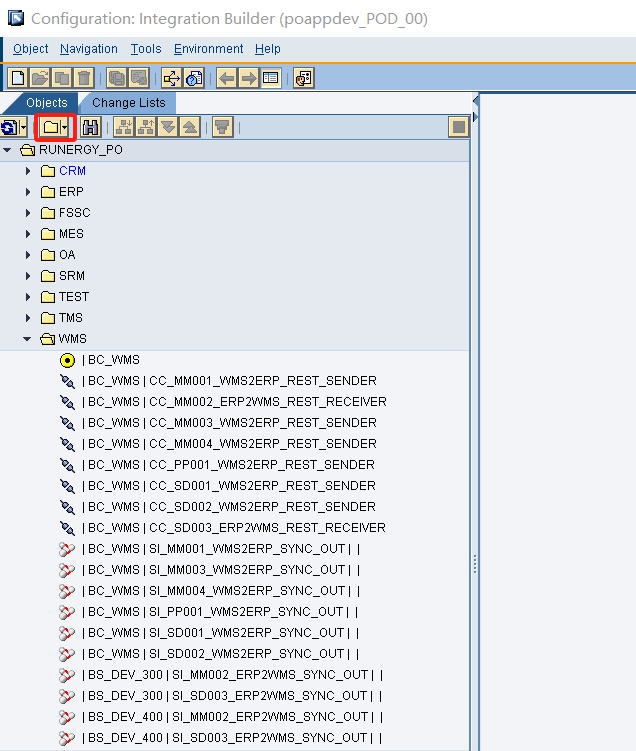 Configuration: Integration Builder (poappdev_POD_00)
Object Navigation Tools Environment Help
Objects Change Lists
RUNERGY_PO
CRM
ERP
FSSC
MES
OA
SRM
TEST
TMS
WMS
| BC_WMS
| BC_WMS | CC_MM001_WMS2ERP_REST_SENDER
| BC_WMS | CC_MM002_ERP2WMS_REST_RECEIVER
| BC_WMS | CC_MM003_WMS2ERP_REST_SENDER
| BC_WMS | CC_MM004_WMS2ERP_REST_SENDER
| BC_WMS | CC_PP001_WMS2ERP_REST_SENDER
| BC_WMS | CC_SD001_WMS2ERP_REST_SENDER
| BC_WMS | CC_SD002_WMS2ERP_REST_SENDER
| BC_WMS | CC_SD003_ERP2WMS_REST_RECEIVER
| BC_WMS | SI_MM001_WMS2ERP_SYNC_OUT | |
| BC_WMS | SI_MM003_WMS2ERP_SYNC_OUT | |
| BC_WMS | SI_MM004_WMS2ERP_SYNC_OUT | |
| BC_WMS | SI_PP001_WMS2ERP_SYNC_OUT | |
| BC_WMS | SI_SD001_WMS2ERP_SYNC_OUT | |
| BC_WMS | SI_SD002_WMS2ERP_SYNC_OUT | |
| BS_DEV_300 | SI_MM002_ERP2WMS_SYNC_OUT | |
| BS_DEV_300 | SI_SD003_ERP2WMS_SYNC_OUT | |
| BS_DEV_400 | SI_MM002_ERP2WMS_SYNC_OUT | |
| BS_DEV_400 | SI_SD003_ERP2WMS_SYNC_OUT | |